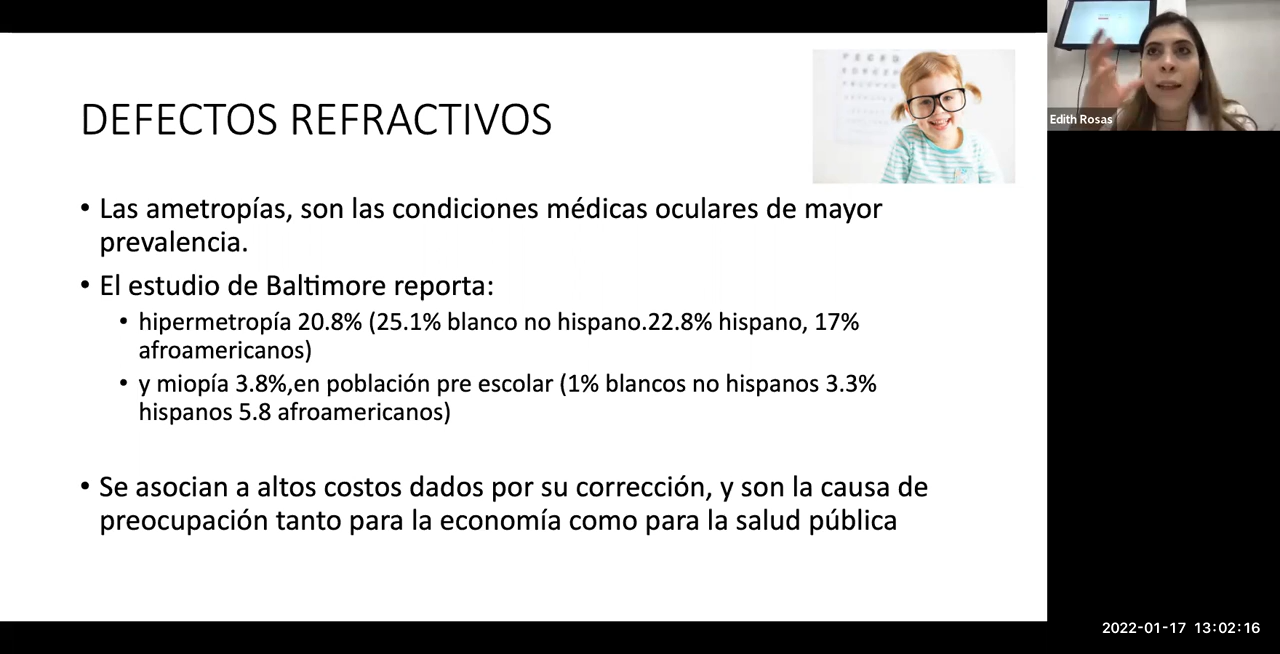 DEFECTOS REFRACTIVOS
• Las ametropías, son las condiciones médicas oculares de mayor
prevalencia.
• El estudio de Baltimore reporta:
• hipermetropía 20.8% (25.1% blanco no hispano.22.8% hispano, 17%
afroamericanos)
• y miopía 3.8%,en población pre escolar (1% blancos no hispanos 3.3%
hispanos 5.8 afroamericanos)
• Se asocian a altos costos dados por su corrección, y son la causa de
preocupación tanto para la economía como para la salud pública
Edith Rosas
2022-01-17 13:02:16